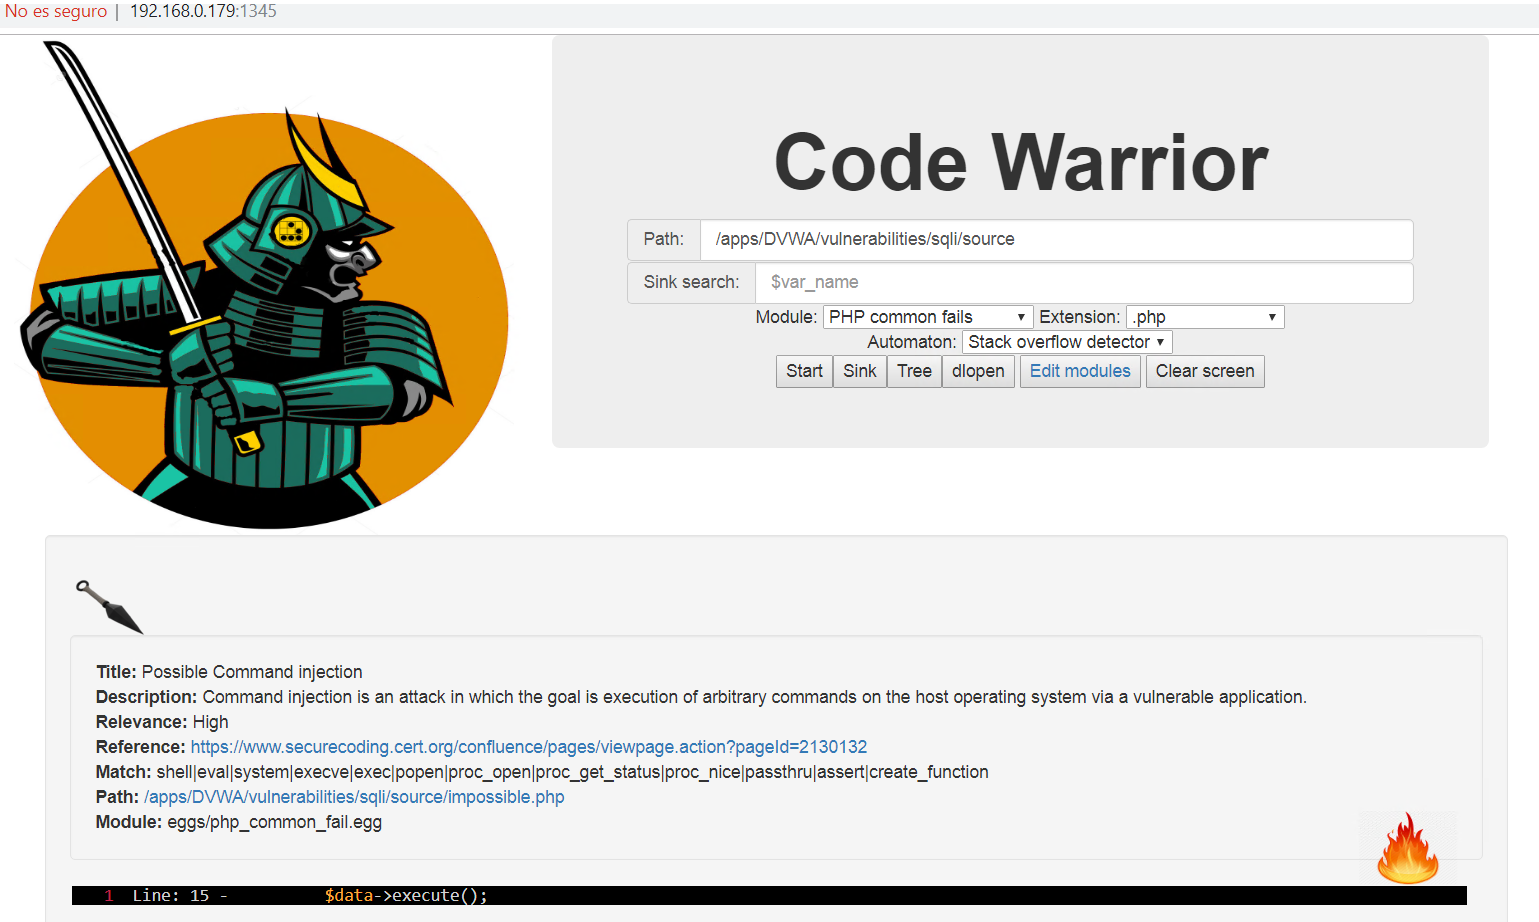 No es seguro | 192.168.0.179:1345
Code Warrior
Path: /apps/DVWA/vulnerabilities/sqli/source
Sink search: $var_name
Module: PHP common fails Extension: .php
Automaton: Stack overflow detector
Start Sink Tree dlopen Edit modules Clear screen
Title: Possible Command injection
Description: Command injection is an attack in which the goal is execution of arbitrary commands on the host operating system via a vulnerable application.
Relevance: High
Reference: https://www.securecoding.cert.org/confluence/pages/viewpage.action?pageId=2130132
Match: shell|eval|system|execve|exec|popen|proc_open|proc_get_status|proc_nice|passthru|assert|create_function
Path: /apps/DVWA/vulnerabilities/sqli/source/impossible.php
Module: eggs/php_common_fail.egg
1 Line: 15 - $data->execute();